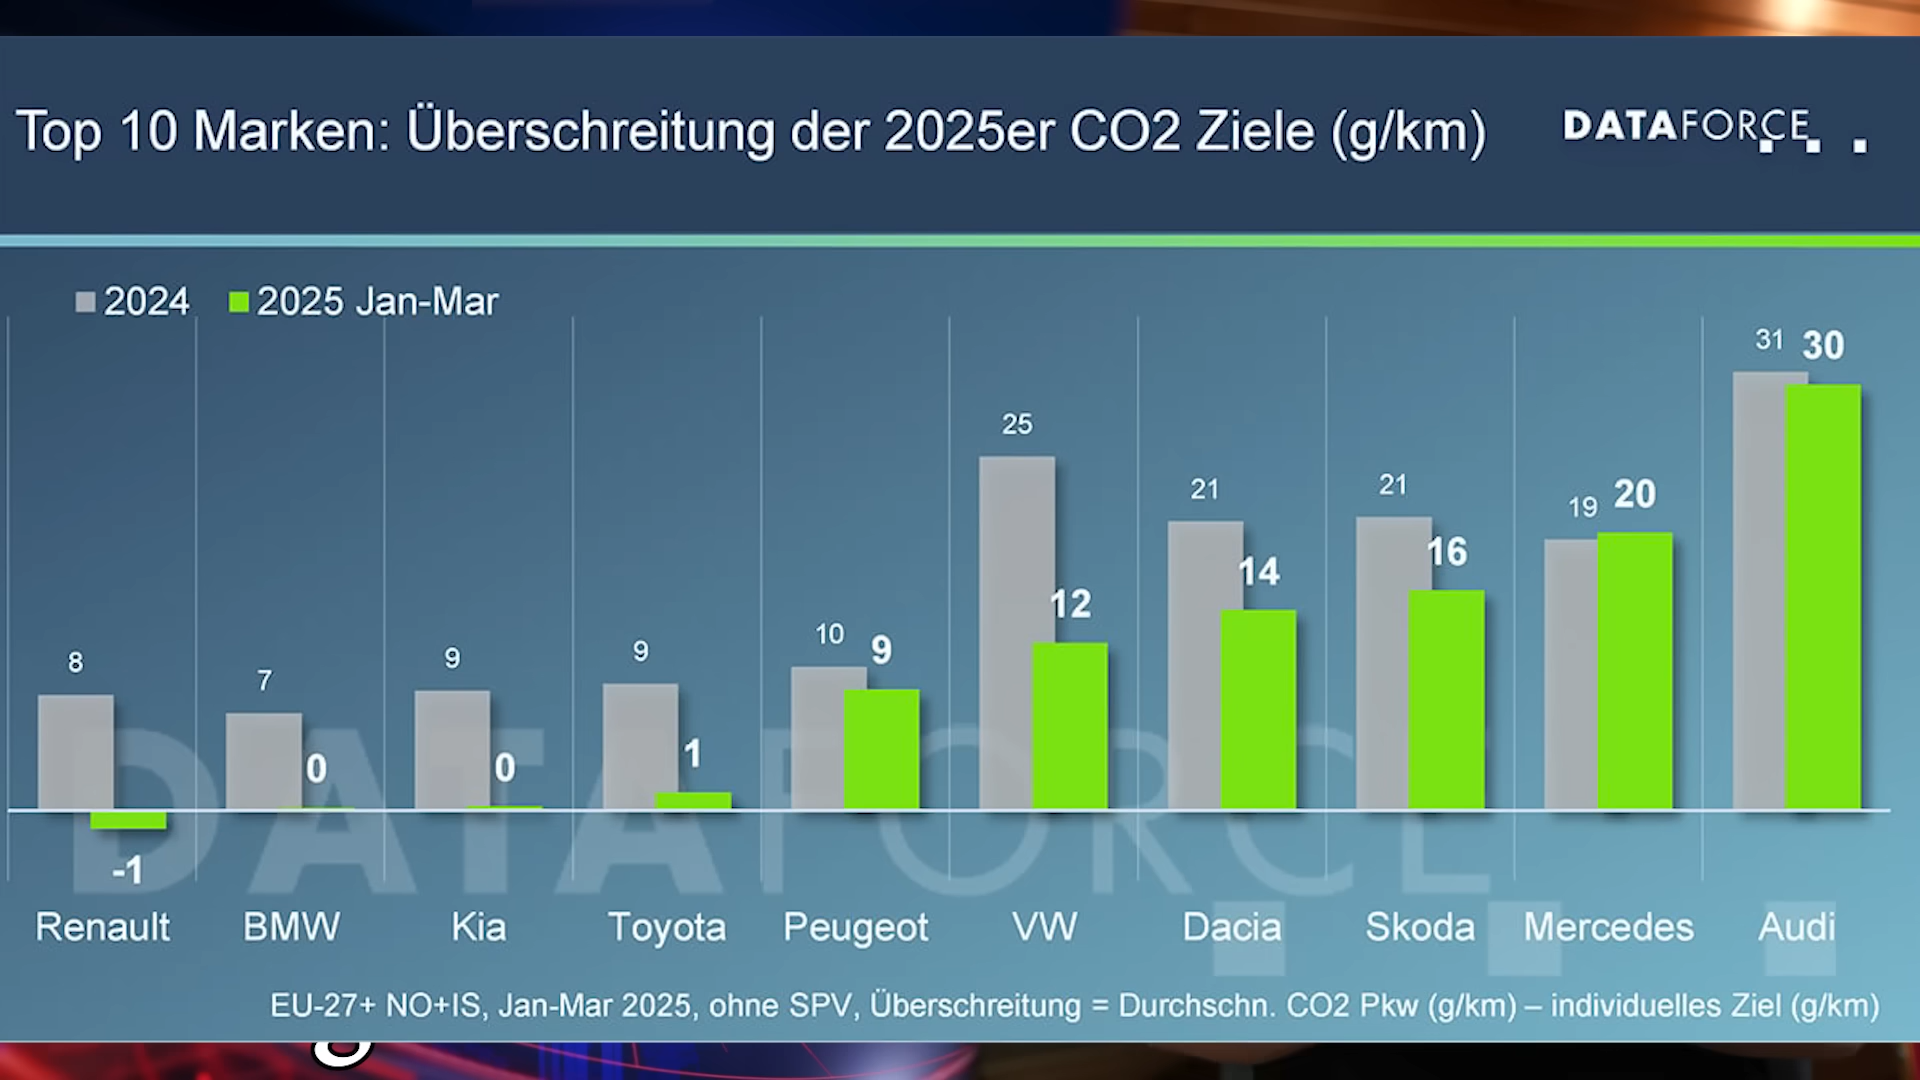 Top 10 Marken: Überschreitung der 2025er CO2 Ziele (g/km)
DATAFORCE
2024
2025 Jan-Mar
8
-1
7
0
9
0
9
1
10
9
25
12
21
14
21
16
19
20
31
30
DATAFORCE
Renault
BMW
Kia
Toyota
Peugeot
VW
Dacia
Skoda
Mercedes
Audi
EU-27+ NO+IS, Jan-Mar 2025, ohne SPV, Überschreitung = Durchschn. CO2 Pkw (g/km) – individuelles Ziel (g/km)